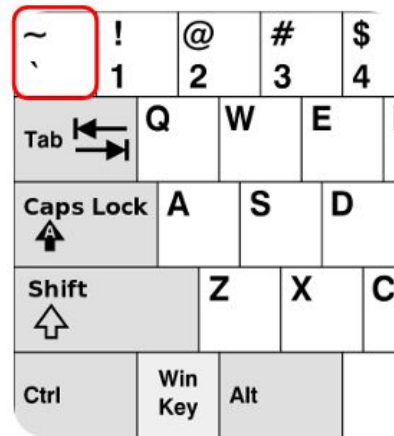 ~ ! @ # $
` 1 2 3 4
Tab Q W E
Caps Lock A S D
A
Shift Z X C
Ctrl Win Key Alt